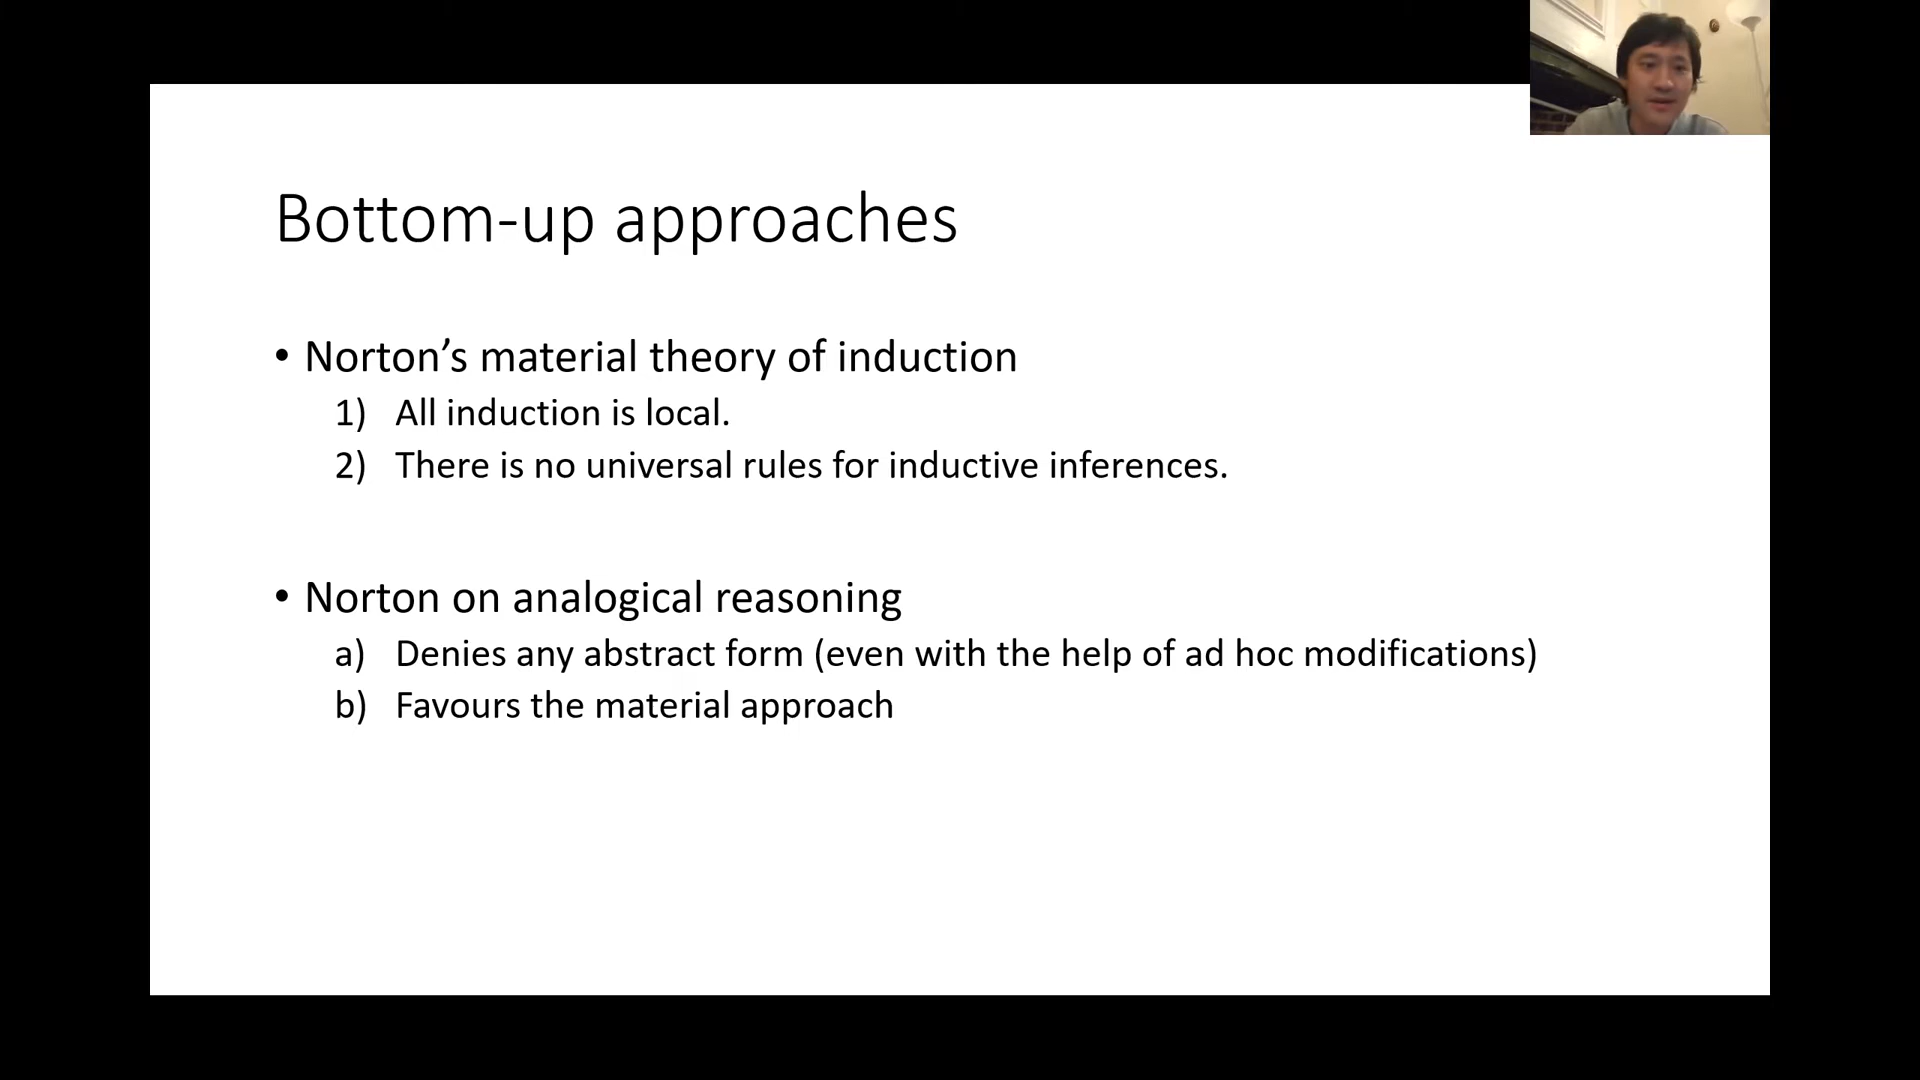 Bottom-up approaches
• Norton’s material theory of induction
1) All induction is local.
2) There is no universal rules for inductive inferences.
• Norton on analogical reasoning
a) Denies any abstract form (even with the help of ad hoc modifications)
b) Favours the material approach